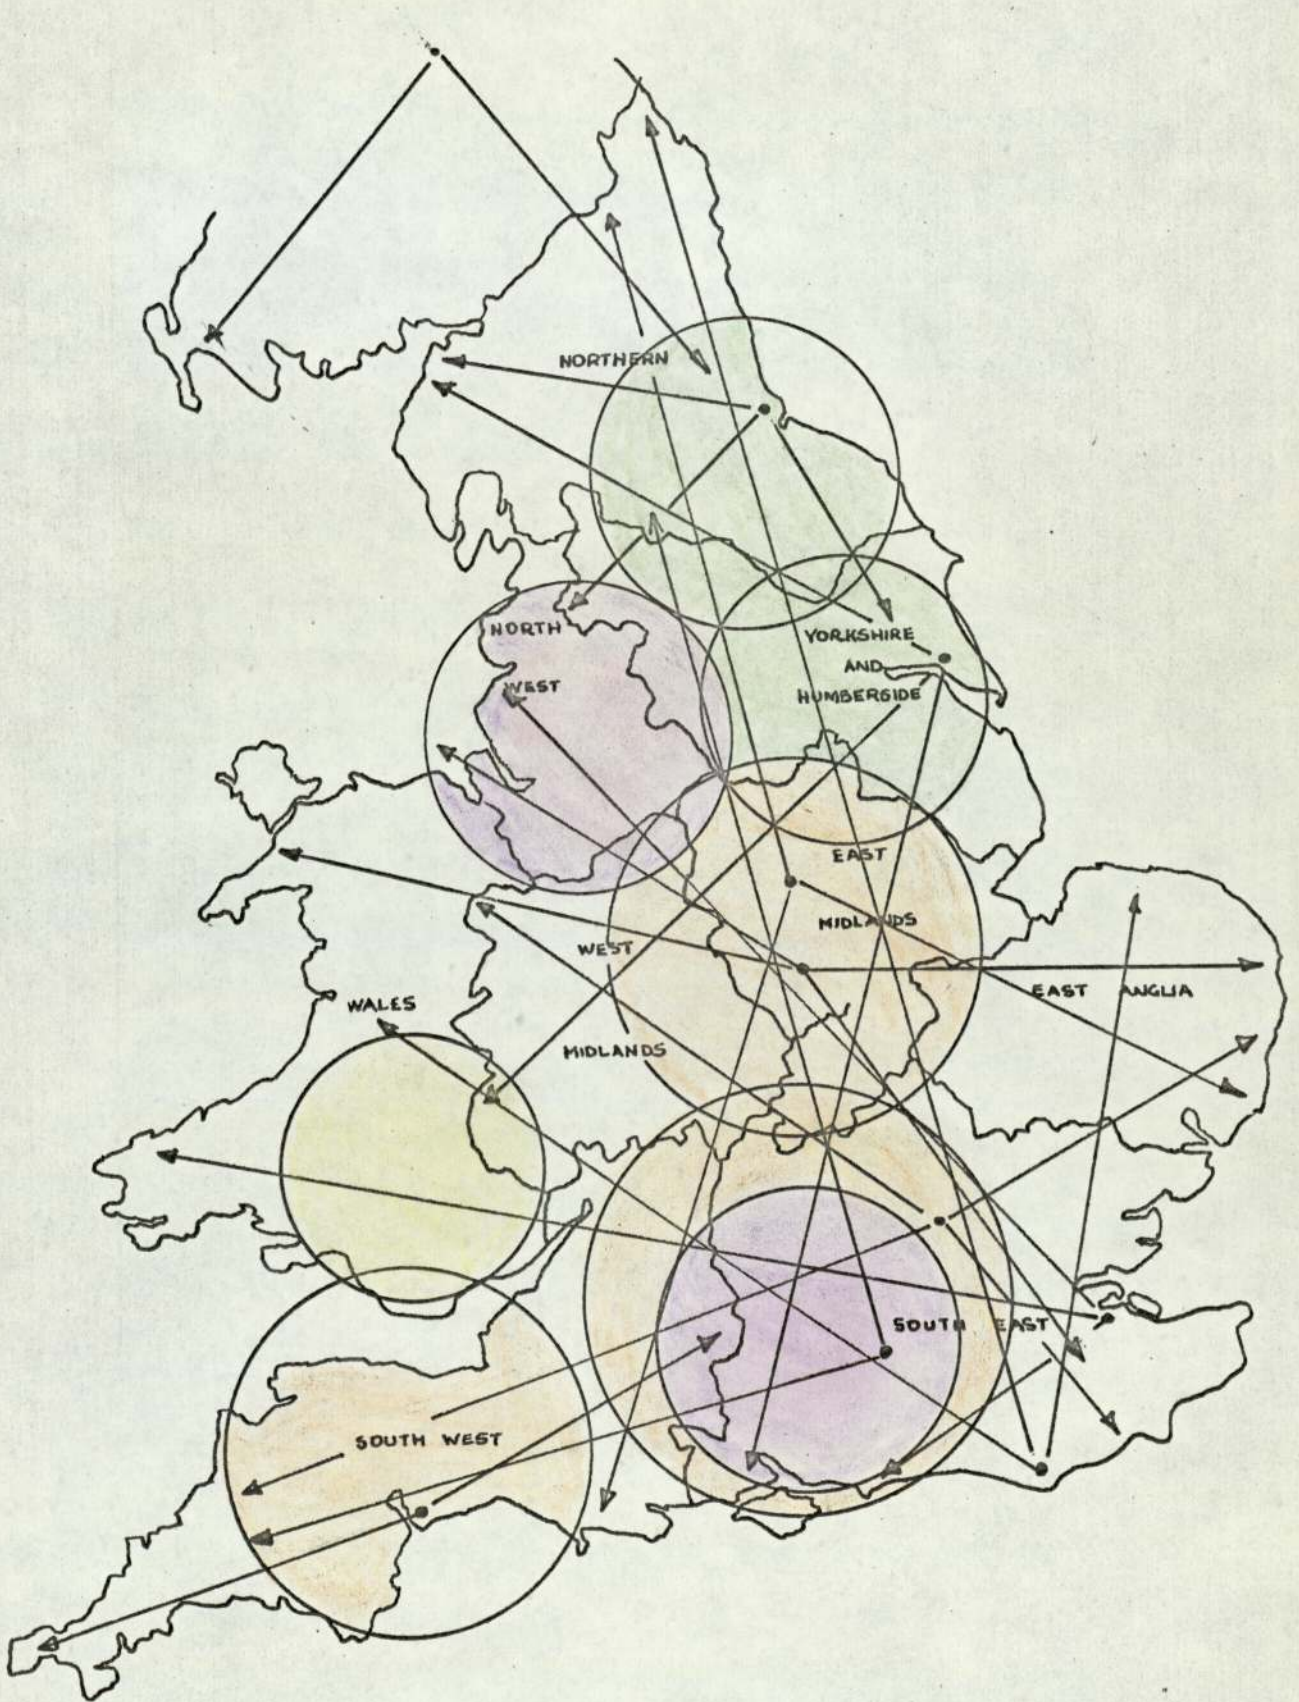 NORTHERN
NORTH
WEST
YORKSHIRE
AND
HUMBERSIDE
EAST
MIDLANDS
WEST
MIDLANDS
EAST ANGLIA
WALES
SOUTH EAST
SOUTH WEST